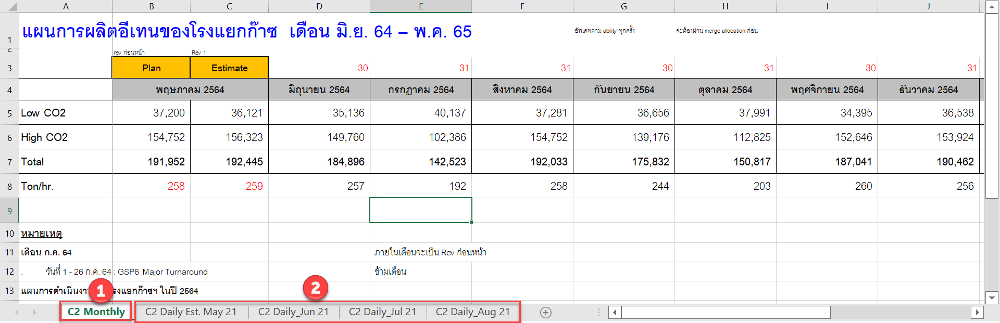 A B C D E F G H I J
1 แผนการผลิตอีเทนของโรงแยกก๊าซ เดือน มิ.ย. 64 – พ.ค. 65 อัพเดทตาม ability ทุกครั้ง จะต้องผ่าน merge allocation ก่อน
2 rev ก่อนหน้า Rev 1
3 Plan Estimate 30 31 31 30 31 30 31
4 พฤษภาคม 2564 มิถุนายน 2564 กรกฎาคม 2564 สิงหาคม 2564 กันยายน 2564 ตุลาคม 2564 พฤศจิกายน 2564 ธันวาคม 2564
5 Low CO2 37,200 36,121 35,136 40,137 37,281 36,656 37,991 34,395 36,538
6 High CO2 154,752 156,323 149,760 102,386 154,752 139,176 112,825 152,646 153,924
7 Total 191,952 192,445 184,896 142,523 192,033 175,832 150,817 187,041 190,462
8 Ton/hr. 258 259 257 192 258 244 203 260 256
9
10 หมายเหตุ
11 เดือน ก.ค. 64 ภายในเดือนจะเป็น Rev ก่อนหน้า
12 . วันที่ 1 - 26 ก.ค. 64 : GSP6 Major Turnaround ข้ามเดือน
13 แผนการดำเนินงา รงแยกก๊าซฯ ในปี 2564
1 2
C2 Monthly C2 Daily Est. May 21 C2 Daily_Jun 21 C2 Daily_Jul 21 C2 Daily_Aug 21